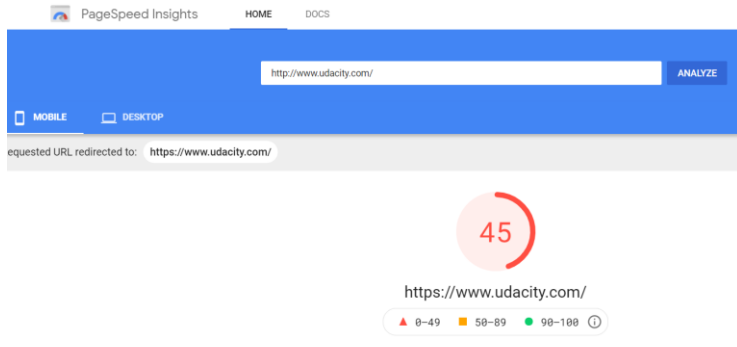 PageSpeed Insights HOME DOCS
http://www.udacity.com/ ANALYZE
MOBILE DESKTOP
equested URL redirected to: https://www.udacity.com/
45
https://www.udacity.com/
0–49 50–89 90–100